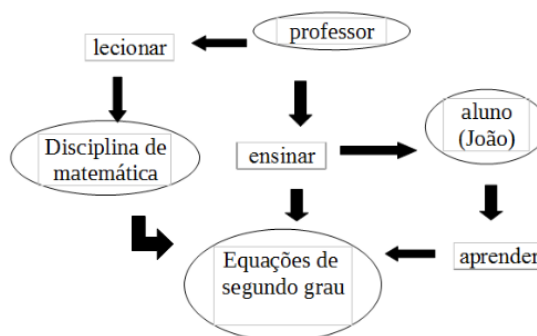 professor
lecionar
aluno
(João)
Disciplina de
matemática
ensinar
Equações de
segundo grau
aprender